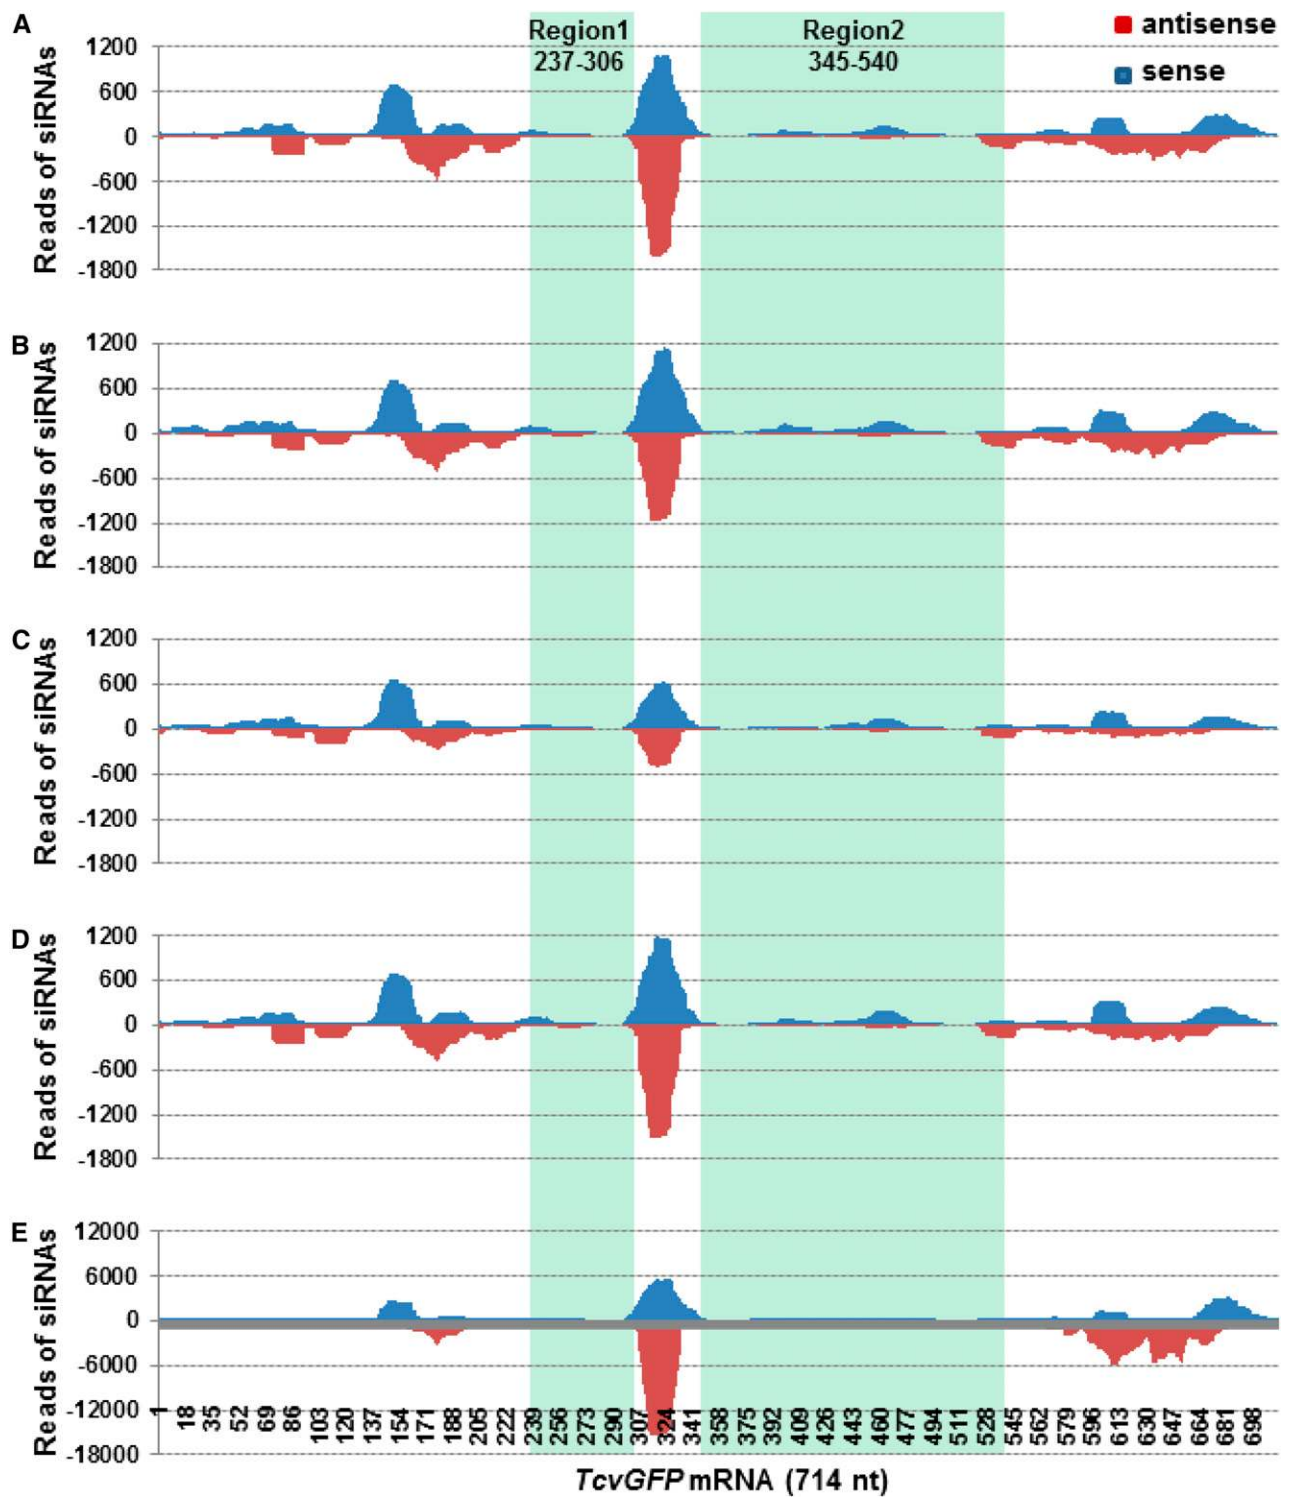 A
Region1
237-306
Region2
345-540
antisense
sense
1200
600
0
-600
-1200
-1800
Reads of siRNAs
B
1200
600
0
-600
-1200
-1800
Reads of siRNAs
C
1200
600
0
-600
-1200
-1800
Reads of siRNAs
D
1200
600
0
-600
-1200
-1800
Reads of siRNAs
E
12000
6000
0
-6000
-12000
-18000
Reads of siRNAs
1 18 35 52 69 86 103 120 137 154 171 188 205 222 239 256 273 290 307 324 341 358 375 392 409 426 443 460 477 494 511 528 545 562 579 596 613 630 647 664 681 698
TcvGFP mRNA (714 nt)